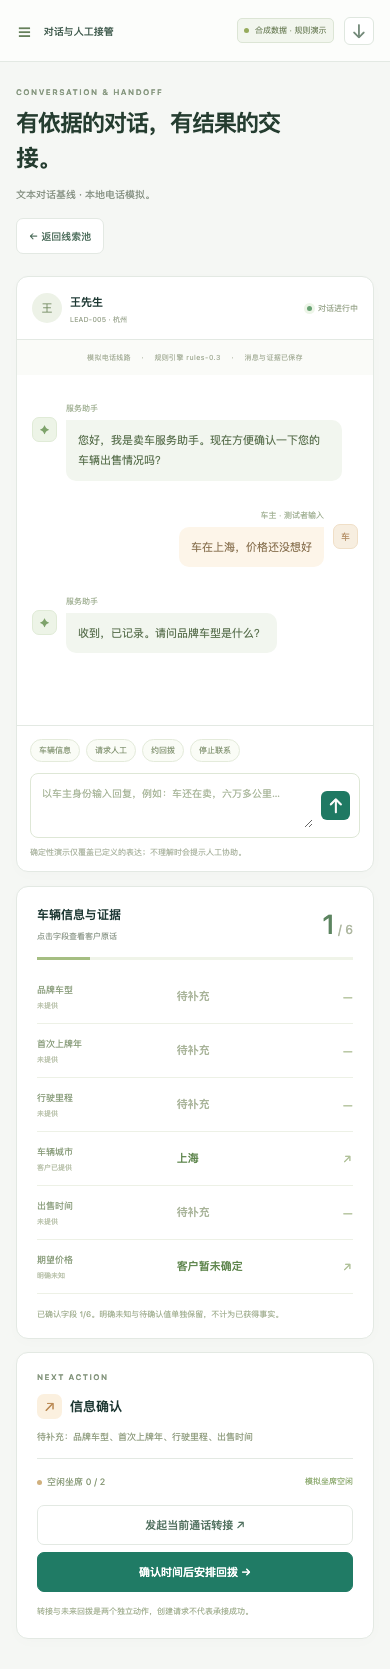 对话与人工接管
合成数据 · 规则演示
CONVERSATION & HANDOFF
有依据的对话，有结果的交
接。
文本对话基线 · 本地电话模拟。
← 返回线索池
王
王先生
LEAD-005 · 杭州
对话进行中
模拟电话线路 · 规则引擎 rules-0.3 · 消息与证据已保存
服务助手
您好，我是卖车服务助手。现在方便确认一下您的
车辆出售情况吗？
车主 · 测试者输入
车在上海，价格还没想好
车
服务助手
收到，已记录。请问品牌车型是什么？
车辆信息
请求人工
约回拨
停止联系
以车主身份输入回复，例如：车还在卖，六万多公里…
确定性演示仅覆盖已定义的表达；不理解时会提示人工协助。
车辆信息与证据
点击字段查看客户原话
1 / 6
品牌车型
未提供
待补充
—
首次上牌年
未提供
待补充
—
行驶里程
未提供
待补充
—
车辆城市
客户已提供
上海
↗
出售时间
未提供
待补充
—
期望价格
明确未知
客户暂未确定
↗
已确认字段 1/6。明确未知与待确认值单独保留，不计为已获得事实。
NEXT ACTION
↗
信息确认
待补充：品牌车型、首次上牌年、行驶里程、出售时间
空闲坐席 0 / 2
模拟坐席空闲
发起当前通话转接 ↗
确认时间后安排回拨 →
转接与未来回拨是两个独立动作，创建请求不代表承接成功。